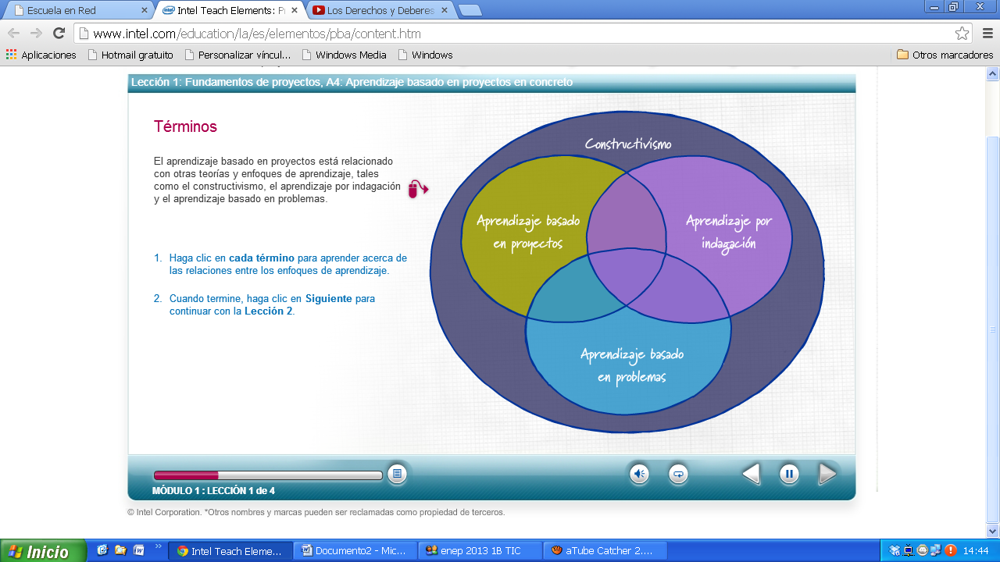 Escuela en Red
Intel Teach Elements: Pr
Los Derechos y Deberes
www.intel.com/education/la/es/elementos/pba/content.htm
Aplicaciones
Hotmail gratuito
Personalizar víncul...
Windows Media
Windows
Otros marcadores
Lección 1: Fundamentos de proyectos, A4: Aprendizaje basado en proyectos en concreto
Términos
El aprendizaje basado en proyectos está relacionado
con otras teorías y enfoques de aprendizaje, tales
como el constructivismo, el aprendizaje por indagación
y el aprendizaje basado en problemas.
1. Haga clic en cada término para aprender acerca de
las relaciones entre los enfoques de aprendizaje.
2. Cuando termine, haga clic en Siguiente para
continuar con la Lección 2.
Constructivismo
Aprendizaje basado
en proyectos
Aprendizaje por
indagación
Aprendizaje basado
en problemas
MÓDULO 1 : LECCIÓN 1 de 4
© Intel Corporation. *Otros nombres y marcas pueden ser reclamadas como propiedad de terceros.
Inicio
Intel Teach Eleme...
Documento2 - Mic...
enep 2013 1B TIC
aTube Catcher 2....
14:44